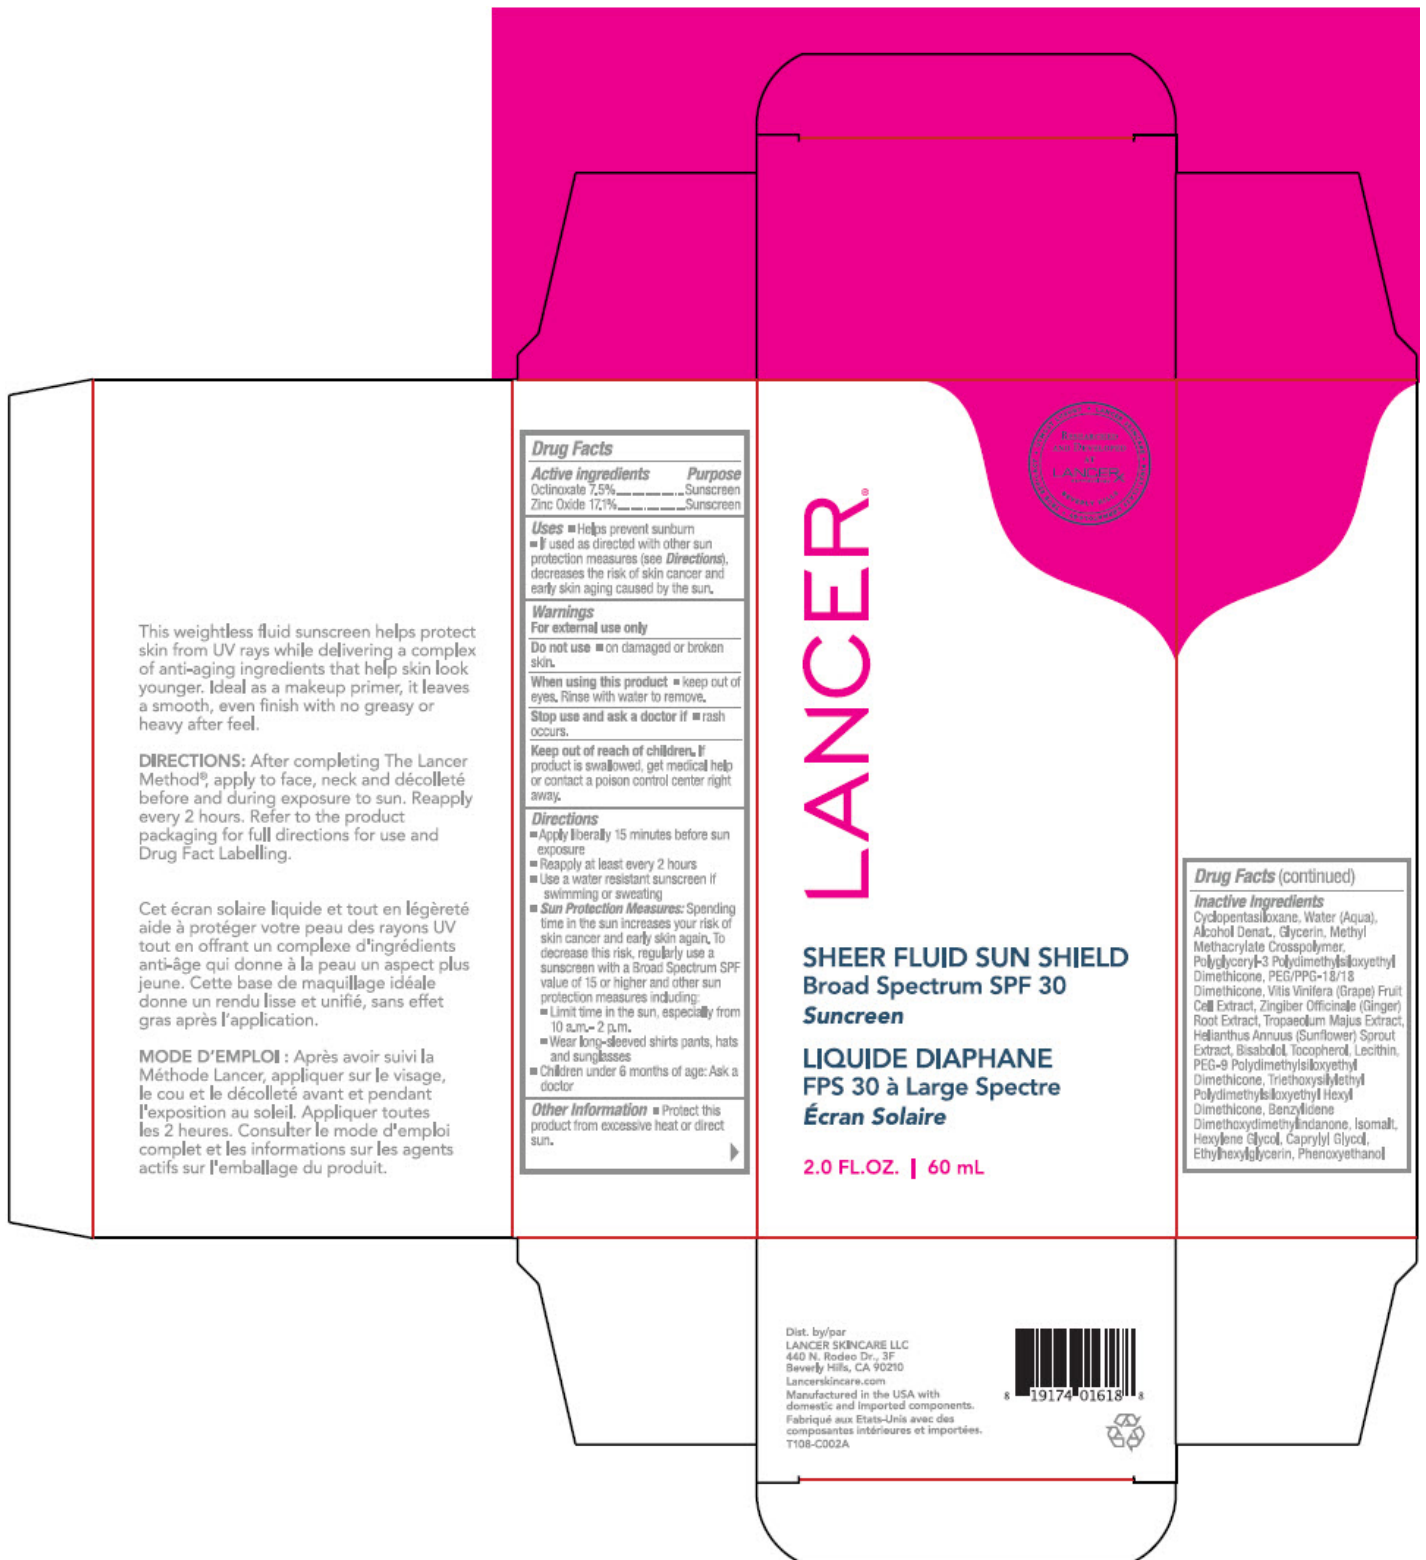 This weightless fluid sunscreen helps protect
skin from UV rays while delivering a complex
of anti-aging ingredients that help skin look
younger. Ideal as a makeup primer, it leaves
a smooth, even finish with no greasy or
heavy after feel.
DIRECTIONS: After completing The Lancer
Method®, apply to face, neck and décolleté
before and during exposure to sun. Reapply
every 2 hours. Refer to the product
packaging for full directions for use and
Drug Fact Labelling.
Cet écran solaire liquide et tout en légèreté
aide à protéger votre peau des rayons UV
tout en offrant un complexe d'ingrédients
anti-âge qui donne à la peau un aspect plus
jeune. Cette base de maquillage idéale
donne un rendu lisse et unifié, sans effet
gras après l'application.
MODE D'EMPLOI : Après avoir suivi la
Méthode Lancer, appliquer sur le visage,
le cou et le décolleté avant et pendant
l'exposition au soleil. Appliquer toutes
les 2 heures. Consulter le mode d'emploi
complet et les informations sur les agents
actifs sur l'emballage du produit.
Drug Facts
Active ingredients Purpose
Octinoxate 7.5% Sunscreen
Zinc Oxide 17.1% Sunscreen
Uses ▪ Helps prevent sunburn
▪ If used as directed with other sun
protection measures (see Directions),
decreases the risk of skin cancer and
early skin aging caused by the sun.
Warnings
For external use only
Do not use ▪ on damaged or broken
skin.
When using this product ▪ keep out of
eyes. Rinse with water to remove.
Stop use and ask a doctor if ▪ rash
occurs.
Keep out of reach of children. If
product is swallowed, get medical help
or contact a poison control center right
away.
Directions
▪ Apply liberally 15 minutes before sun
exposure
▪ Reapply at least every 2 hours
▪ Use a water resistant sunscreen if
swimming or sweating
▪ Sun Protection Measures: Spending
time in the sun increases your risk of
skin cancer and early skin again. To
decrease this risk, regularly use a
sunscreen with a Broad Spectrum SPF
value of 15 or higher and other sun
protection measures including:
▪ Limit time in the sun, especially from
10 a.m.- 2 p.m.
▪ Wear long-sleeved shirts pants, hats
and sunglasses
▪ Children under 6 months of age: Ask a
doctor
Other Information ▪ Protect this
product from excessive heat or direct
sun.
LANCER®
LANCER
SHEER FLUID SUN SHIELD
Broad Spectrum SPF 30
Suncreen
LIQUIDE DIAPHANE
FPS 30 à Large Spectre
Écran Solaire
2.0 FL.OZ. | 60 mL
Drug Facts (continued)
Inactive Ingredients
Cyclopentasiloxane, Water (Aqua),
Alcohol Denat., Glycerin, Methyl
Methacrylate Crosspolymer,
Polyglyceryl-3 Polydimethylsiloxyethyl
Dimethicone, PEG/PPG-18/18
Dimethicone, Vitis Vinifera (Grape) Fruit
Cell Extract, Zingiber Officinale (Ginger)
Root Extract, Tropaeolum Majus Extract,
Helianthus Annuus (Sunflower) Sprout
Extract, Bisabolol, Tocopherol, Lecithin,
PEG-9 Polydimethylsiloxyethyl
Dimethicone, Triethoxysilylethyl
Polydimethylsiloxyethyl Hexyl
Dimethicone, Benzylidene
Dimethoxydimethylindanone, Isomalt,
Hexylene Glycol, Caprylyl Glycol,
Ethylhexylglycerin, Phenoxyethanol
Dist. by/par
LANCER SKINCARE LLC
440 N. Rodeo Dr., 3F
Beverly Hills, CA 90210
Lancerskincare.com
Manufactured in the USA with
domestic and imported components.
Fabriqué aux Etats-Unis avec des
composantes intérieures et importées.
T108-C002A
8 19174 01618 8